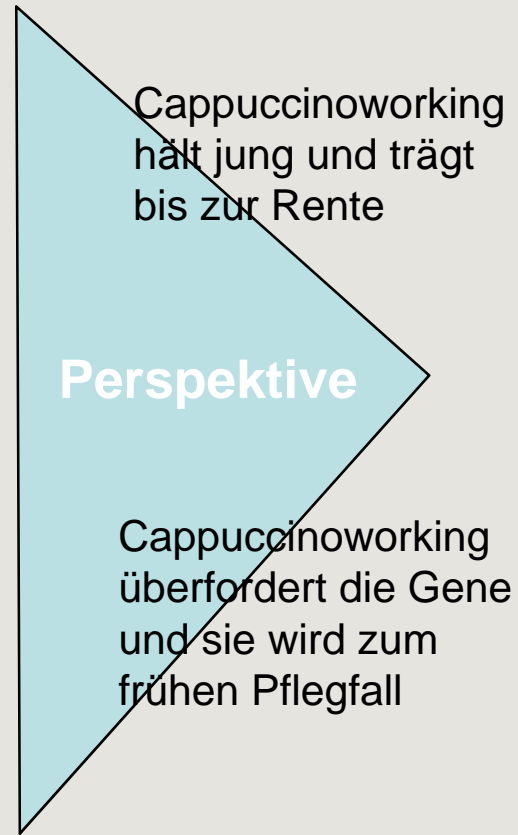 Cappuccinoworking
hält jung und trägt
bis zur Rente
Perspektive
Cappuccinoworking
überfordert die Gene
und sie wird zum
frühen Pflegfall